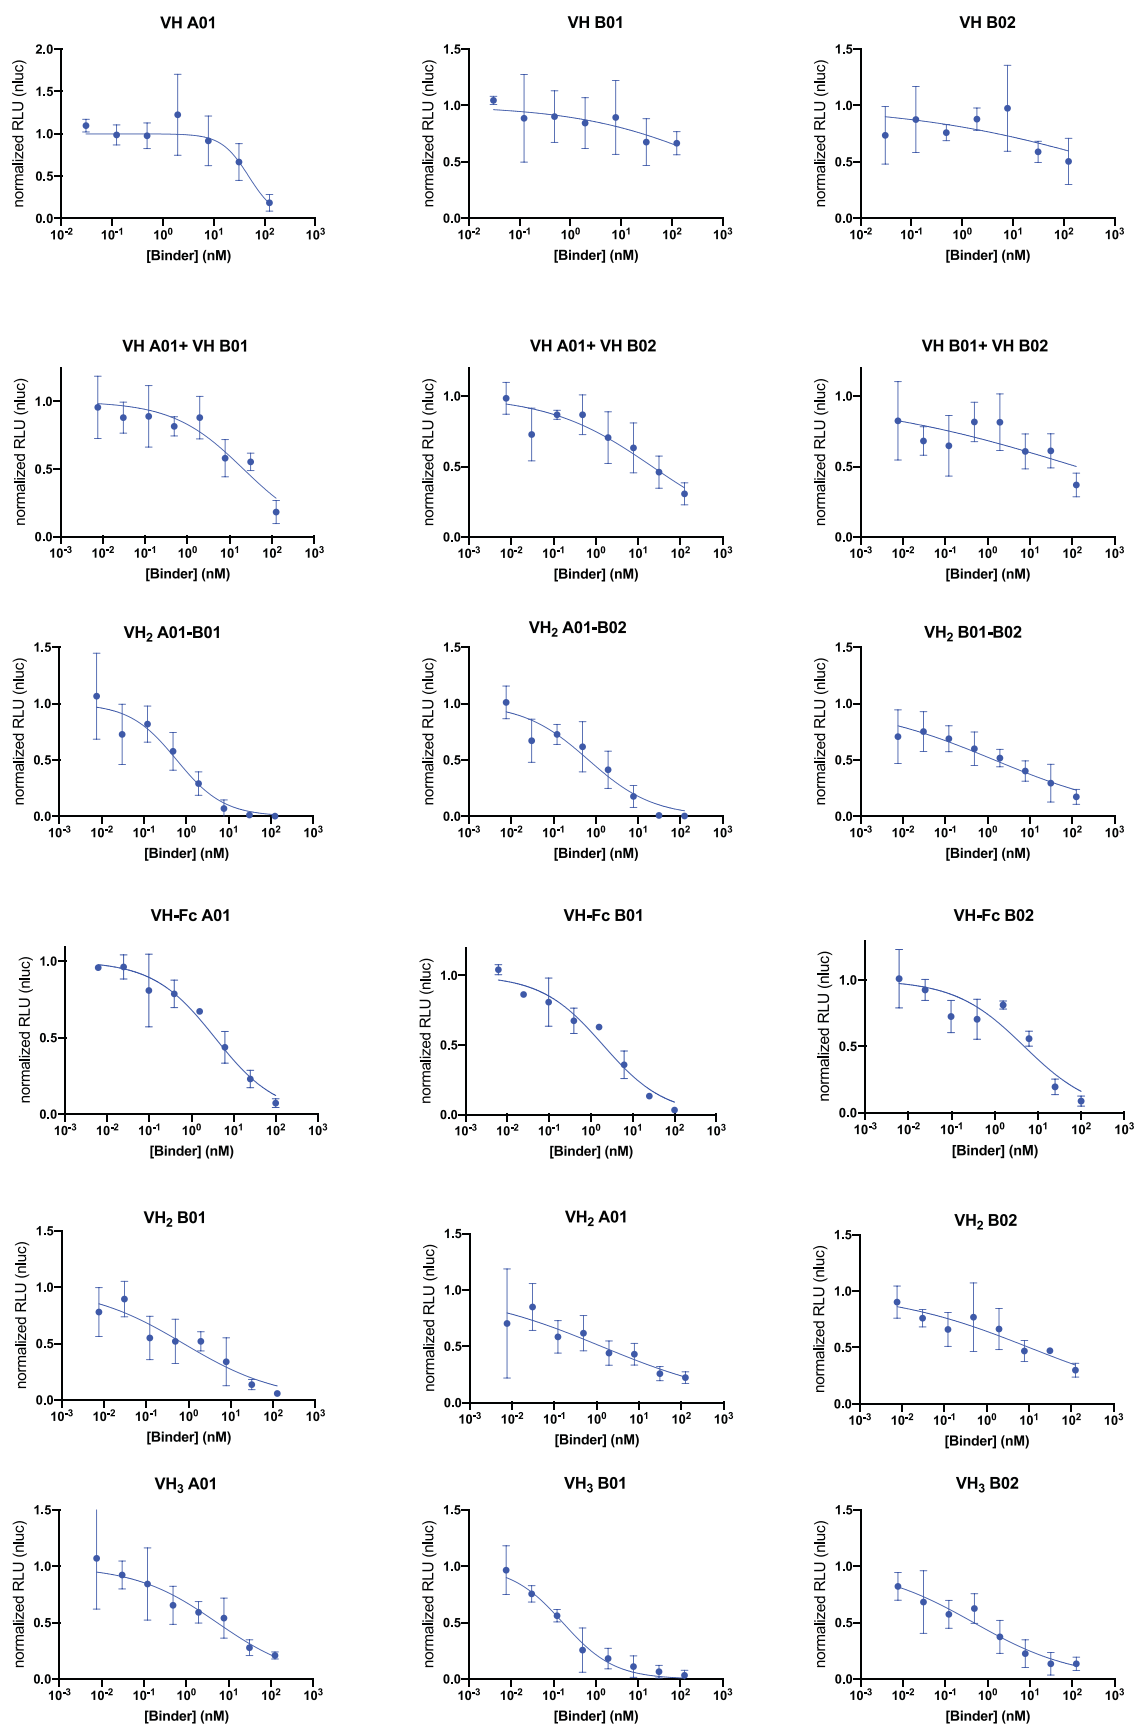 VH A01
VH B01
VH B02
normalized RLU (nluc)
2.0
1.5
1.0
0.5
0.0
10-2 10-1 100 101 102 103
[Binder] (nM)
normalized RLU (nluc)
1.5
1.0
0.5
0.0
10-2 10-1 100 101 102 103
[Binder] (nM)
normalized RLU (nluc)
1.5
1.0
0.5
0.0
10-2 10-1 100 101 102 103
[Binder] (nM)
VH A01+ VH B01
VH A01+ VH B02
VH B01+ VH B02
normalized RLU (nluc)
1.0
0.5
0.0
10-3 10-2 10-1 100 101 102 103
[Binder] (nM)
normalized RLU (nluc)
1.0
0.5
0.0
10-3 10-2 10-1 100 101 102 103
[Binder] (nM)
normalized RLU (nluc)
1.0
0.5
0.0
10-3 10-2 10-1 100 101 102 103
[Binder] (nM)
VH2 A01-B01
VH2 A01-B02
VH2 B01-B02
normalized RLU (nluc)
1.5
1.0
0.5
0.0
10-3 10-2 10-1 100 101 102 103
[Binder] (nM)
normalized RLU (nluc)
1.5
1.0
0.5
0.0
10-3 10-2 10-1 100 101 102 103
[Binder] (nM)
normalized RLU (nluc)
1.5
1.0
0.5
0.0
10-3 10-2 10-1 100 101 102 103
[Binder] (nM)
VH-Fc A01
VH-Fc B01
VH-Fc B02
normalized RLU (nluc)
1.0
0.5
0.0
10-3 10-2 10-1 100 101 102 103
[Binder] (nM)
normalized RLU (nluc)
1.0
0.5
0.0
10-3 10-2 10-1 100 101 102 103
[Binder] (nM)
normalized RLU (nluc)
1.0
0.5
0.0
10-3 10-2 10-1 100 101 102 103
[Binder] (nM)
VH2 B01
VH2 A01
VH2 B02
normalized RLU (nluc)
1.5
1.0
0.5
0.0
10-3 10-2 10-1 100 101 102 103
[Binder] (nM)
normalized RLU (nluc)
1.5
1.0
0.5
0.0
10-3 10-2 10-1 100 101 102 103
[Binder] (nM)
normalized RLU (nluc)
1.5
1.0
0.5
0.0
10-3 10-2 10-1 100 101 102 103
[Binder] (nM)
VH3 A01
VH3 B01
VH3 B02
normalized RLU (nluc)
1.5
1.0
0.5
0.0
10-3 10-2 10-1 100 101 102 103
[Binder] (nM)
normalized RLU (nluc)
1.5
1.0
0.5
0.0
10-3 10-2 10-1 100 101 102 103
[Binder] (nM)
normalized RLU (nluc)
1.5
1.0
0.5
0.0
10-3 10-2 10-1 100 101 102 103
[Binder] (nM)